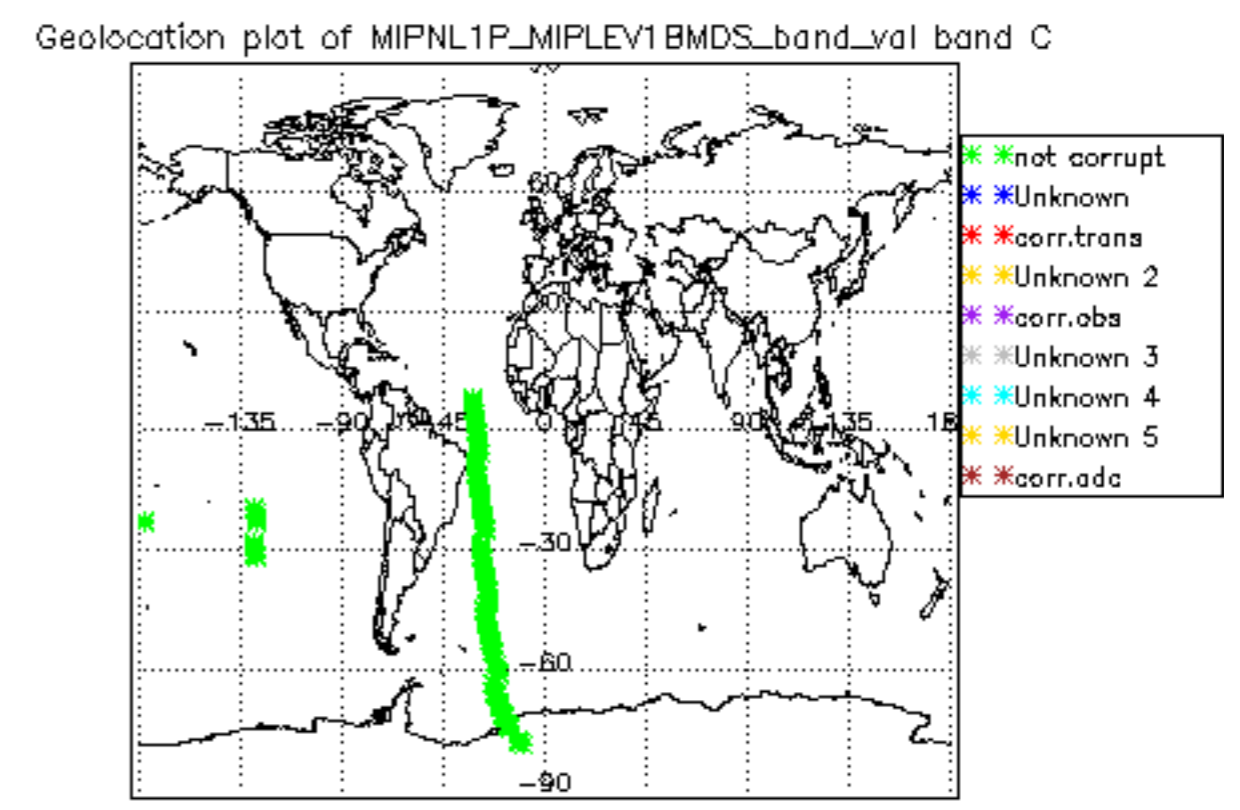 Geolocation plot of MIPNL1P_MIPLEV1BMDS_band_val band C
not corrupt
60
Unknown
corr.trans
Unknown 2
corr.obs
Unknown 3
Unknown 4
-135 -90 -45 0 45 90 135
Unknown 5
corr.adc
-30
-60
-90